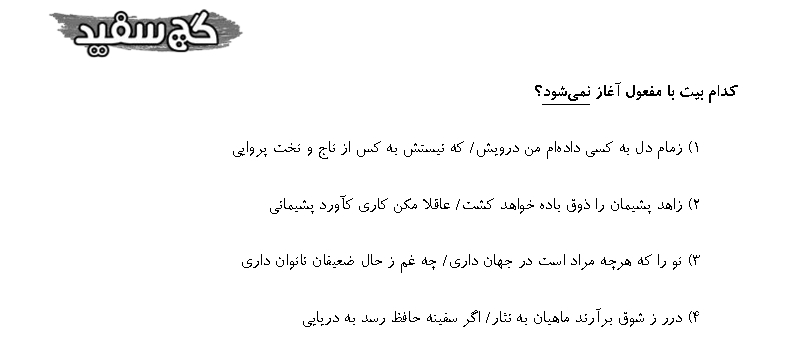 گچ سفید
کدام بیت با مفعول آغاز نمی‌شود؟
۱) زمام دل به کسی داده‌ام من درویش/ که نیستش به کس از تاج و تخت پروایی
۲) زاهد پشیمان را ذوق باده خواهد کشت/ عاقلا مکن کاری کآورد پشیمانی
۳) تو را که هرچه مراد است در جهان داری/ چه غم ز حال ضعیفان ناتوان داری
۴) درر ز شوق برآرند ماهیان به نثار/ اگر سفینه حافظ رسد به دریایی